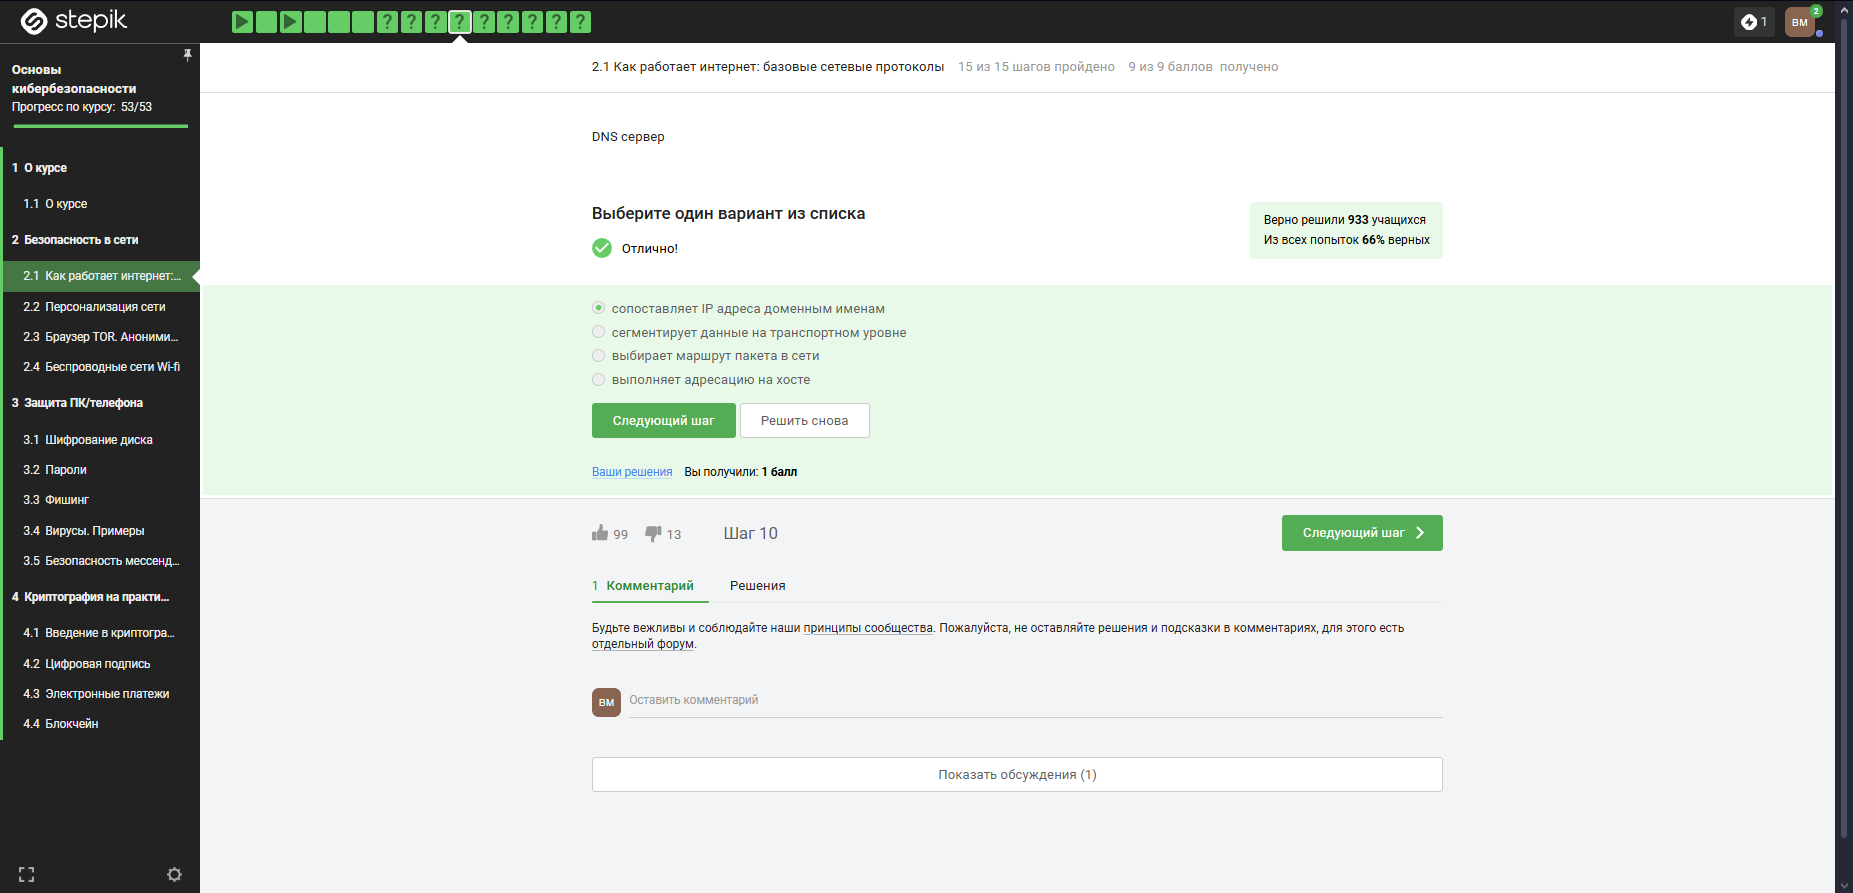 stepik
? ? ? ? ? ? ? ? ?
1
ВМ
2
Основы
кибербезопасности
Прогресс по курсу: 53/53
1 О курсе
1.1 О курсе
2 Безопасность в сети
2.1 Как работает интернет:...
2.2 Персонализация сети
2.3 Браузер TOR. Аноними...
2.4 Беспроводные сети Wi-fi
3 Защита ПК/телефона
3.1 Шифрование диска
3.2 Пароли
3.3 Фишинг
3.4 Вирусы. Примеры
3.5 Безопасность мессенд...
4 Криптография на практи...
4.1 Введение в криптогра...
4.2 Цифровая подпись
4.3 Электронные платежи
4.4 Блокчейн
2.1 Как работает интернет: базовые сетевые протоколы 15 из 15 шагов пройдено 9 из 9 баллов получено
DNS сервер
Выберите один вариант из списка
Отлично!
Верно решили 933 учащихся
Из всех попыток 66% верных
сопоставляет IP адреса доменным именам
сегментирует данные на транспортном уровне
выбирает маршрут пакета в сети
выполняет адресацию на хосте
Следующий шаг Решить снова
Ваши решения Вы получили: 1 балл
99 13 Шаг 10 Следующий шаг
1 Комментарий Решения
Будьте вежливы и соблюдайте наши принципы сообщества. Пожалуйста, не оставляйте решения и подсказки в комментариях, для этого есть
отдельный форум.
ВМ Оставить комментарий
Показать обсуждения (1)